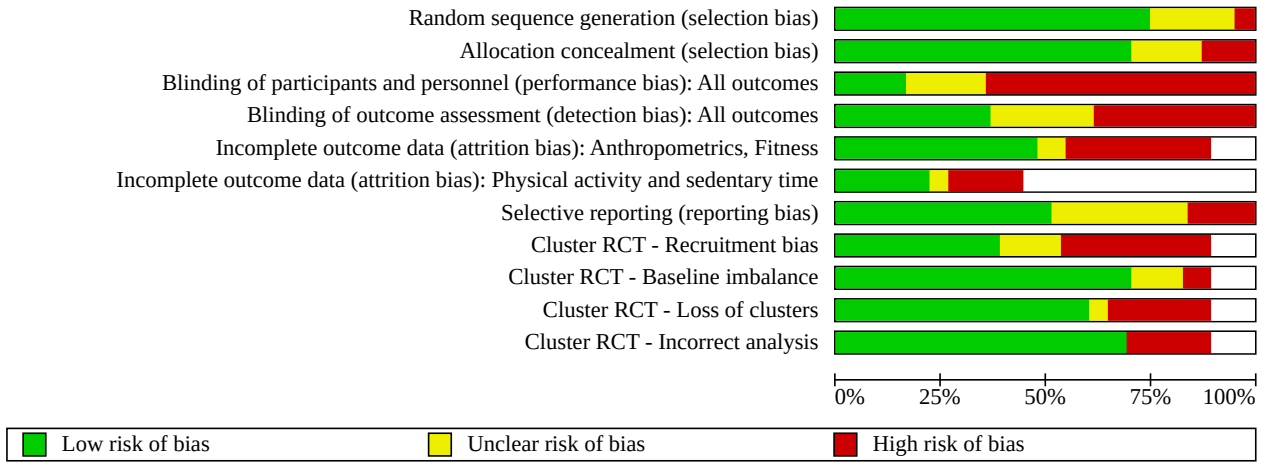 Random sequence generation (selection bias)
Allocation concealment (selection bias)
Blinding of participants and personnel (performance bias): All outcomes
Blinding of outcome assessment (detection bias): All outcomes
Incomplete outcome data (attrition bias): Anthropometrics, Fitness
Incomplete outcome data (attrition bias): Physical activity and sedentary time
Selective reporting (reporting bias)
Cluster RCT - Recruitment bias
Cluster RCT - Baseline imbalance
Cluster RCT - Loss of clusters
Cluster RCT - Incorrect analysis
0% 25% 50% 75% 100%
Low risk of bias Unclear risk of bias High risk of bias